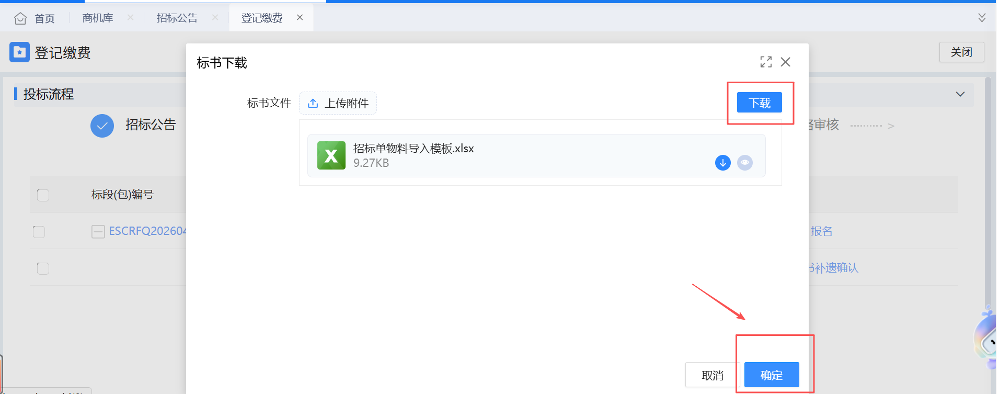 首页 商机库 招标公告 登记缴费
登记缴费 关闭
标书下载
投标流程
标书文件 上传附件 下载
招标公告 审核
招标单物料导入模板.xlsx
9.27KB
标段(包)编号
ESCRFQ202604 报名
补遗确认
取消 确定